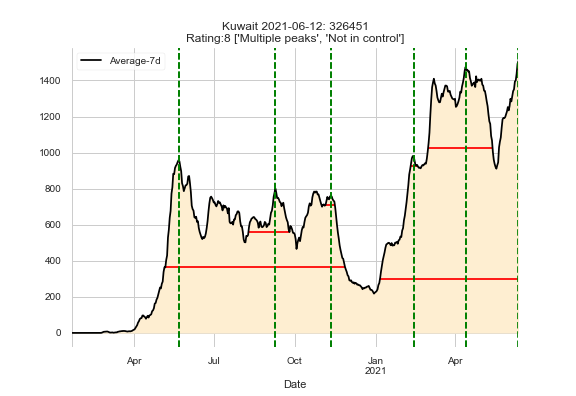 Kuwait 2021-06-12: 326451
Rating:8 ['Multiple peaks', 'Not in control']
Average-7d
1400
1200
1000
800
600
400
200
0
Apr
Jul
Oct
Jan
2021
Apr
Date